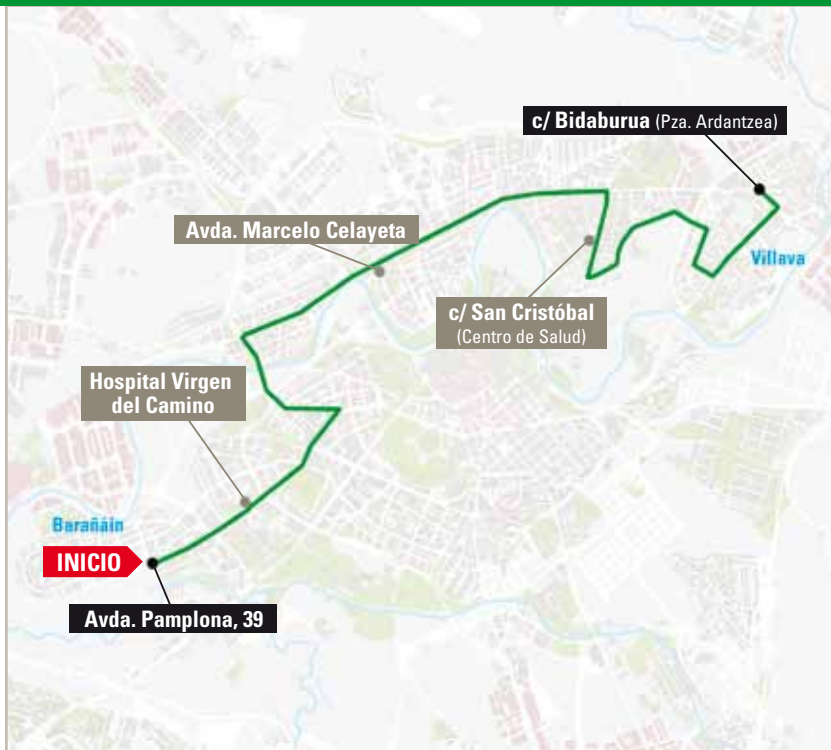 c/ Bidaburua (Pza. Ardantzea)
Avda. Marcelo Celayeta
Villava
c/ San Cristóbal
(Centro de Salud)
Hospital Virgen
del Camino
Barañáin
INICIO
Avda. Pamplona, 39